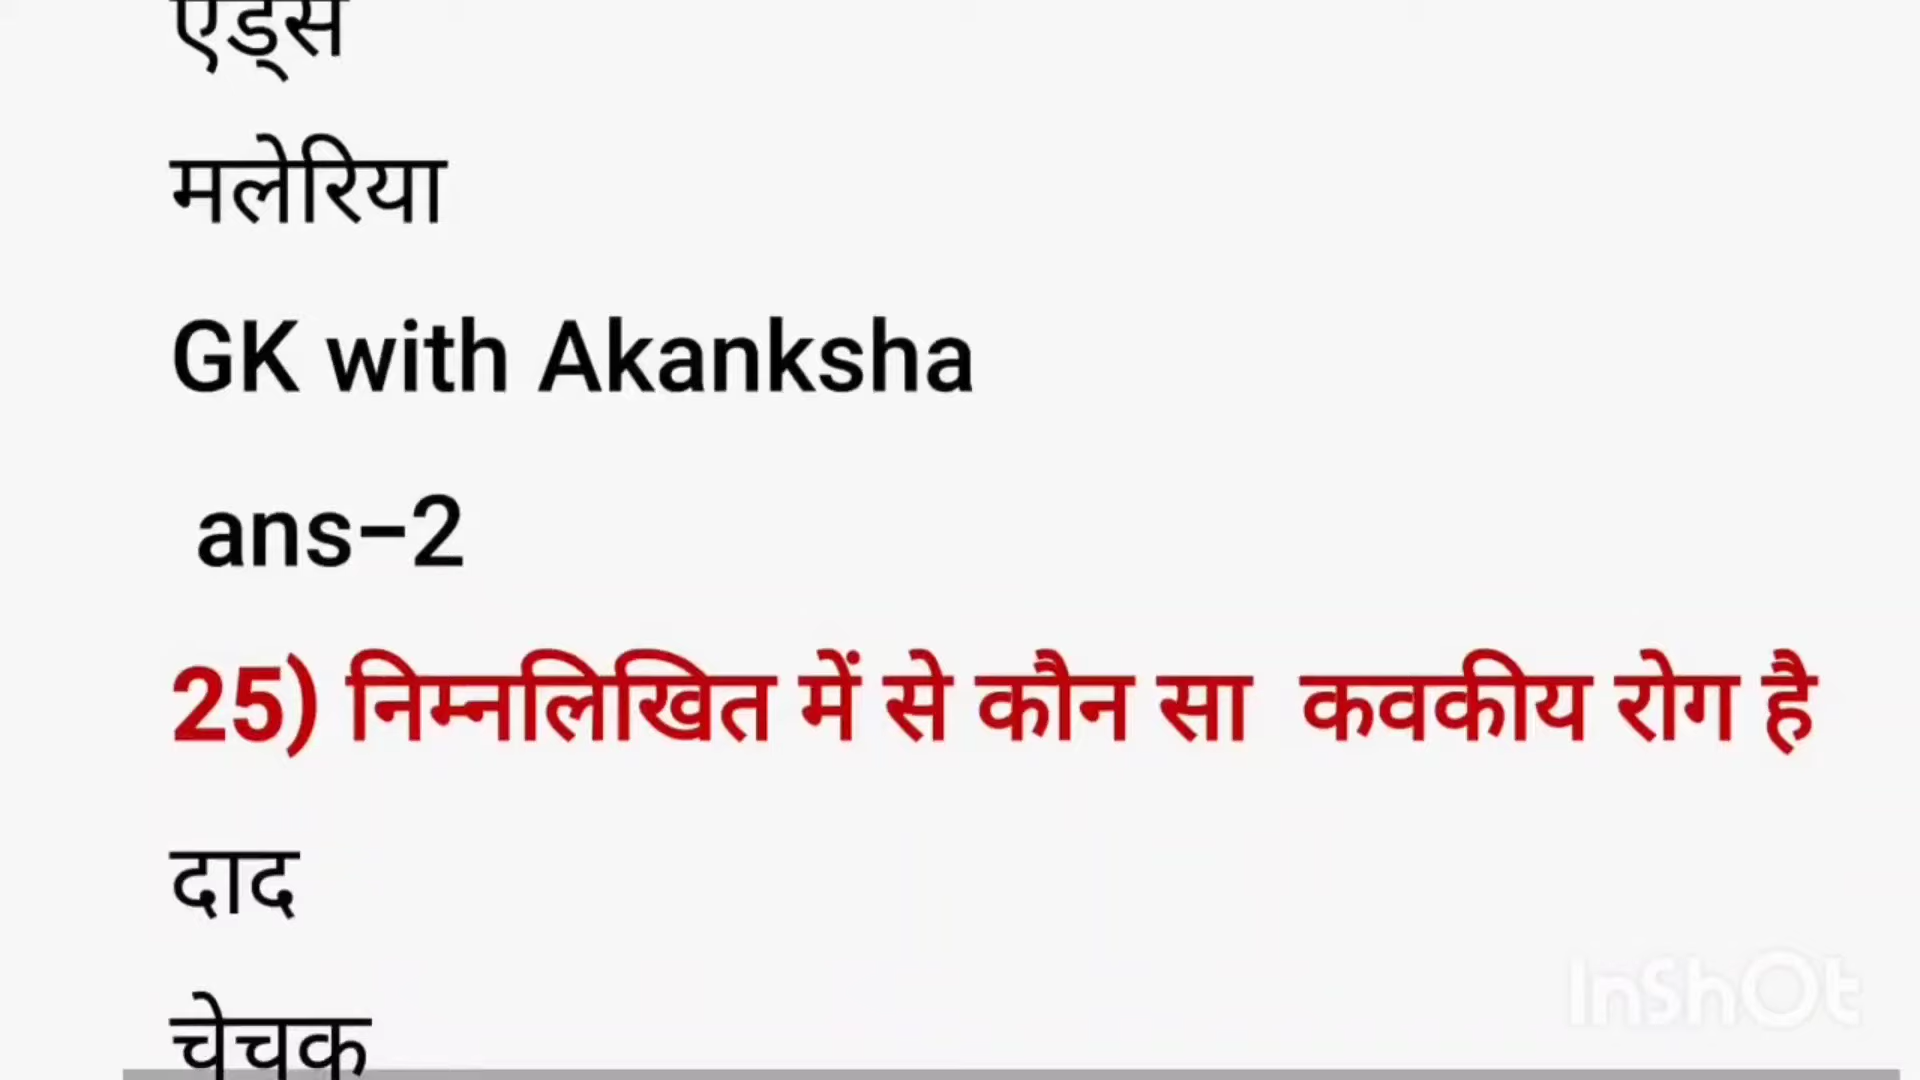 एड्स
मलेरिया
GK with Akanksha
ans-2
25) निम्नलिखित में से कौन सा कवकीय रोग है
दाद
चेचक
InShOt